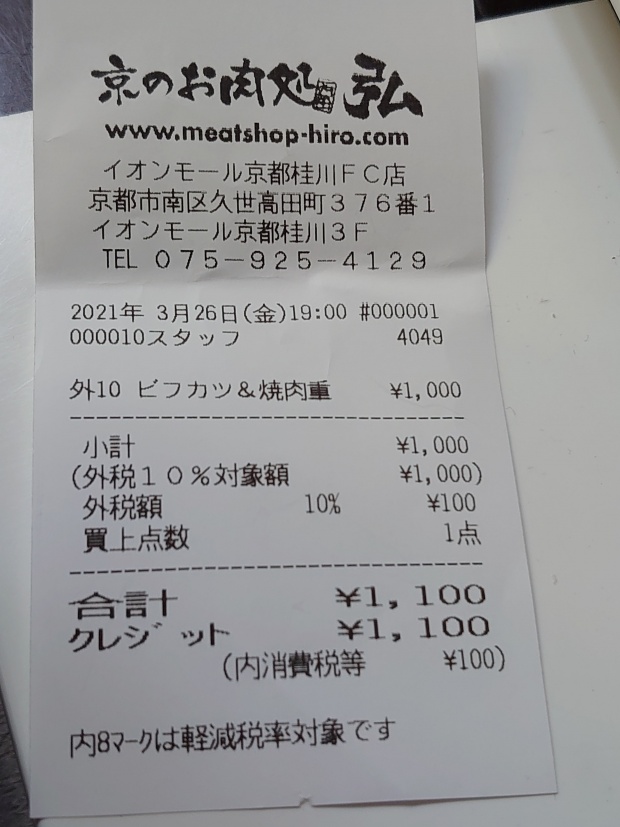 京のお肉処 弘
www.meatshop-hiro.com
イオンモール京都桂川FC店
京都市南区久世高田町376番1
イオンモール京都桂川3F
TEL 075-925-4129
2021年 3月26日(金)19:00 #000001
000010スタッフ 4049
外10 ビフカツ&焼肉重 ¥1,000
小計 ¥1,000
(外税10%対象額 ¥1,000)
外税額 10% ¥100
買上点数 1点
合計 ¥1,100
クレジット ¥1,100
(内消費税等 ¥100)
内8マークは軽減税率対象です